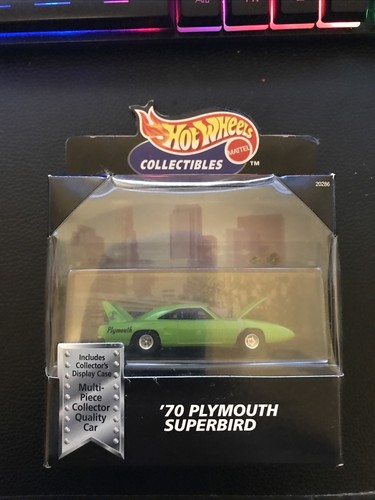 HOT WHEELS
MATTEL
COLLECTIBLES
™
20286
Plymouth
Includes
Collector's
Display Case
Multi-
Piece
Collector
Quality
Car
'70 PLYMOUTH
SUPERBIRD